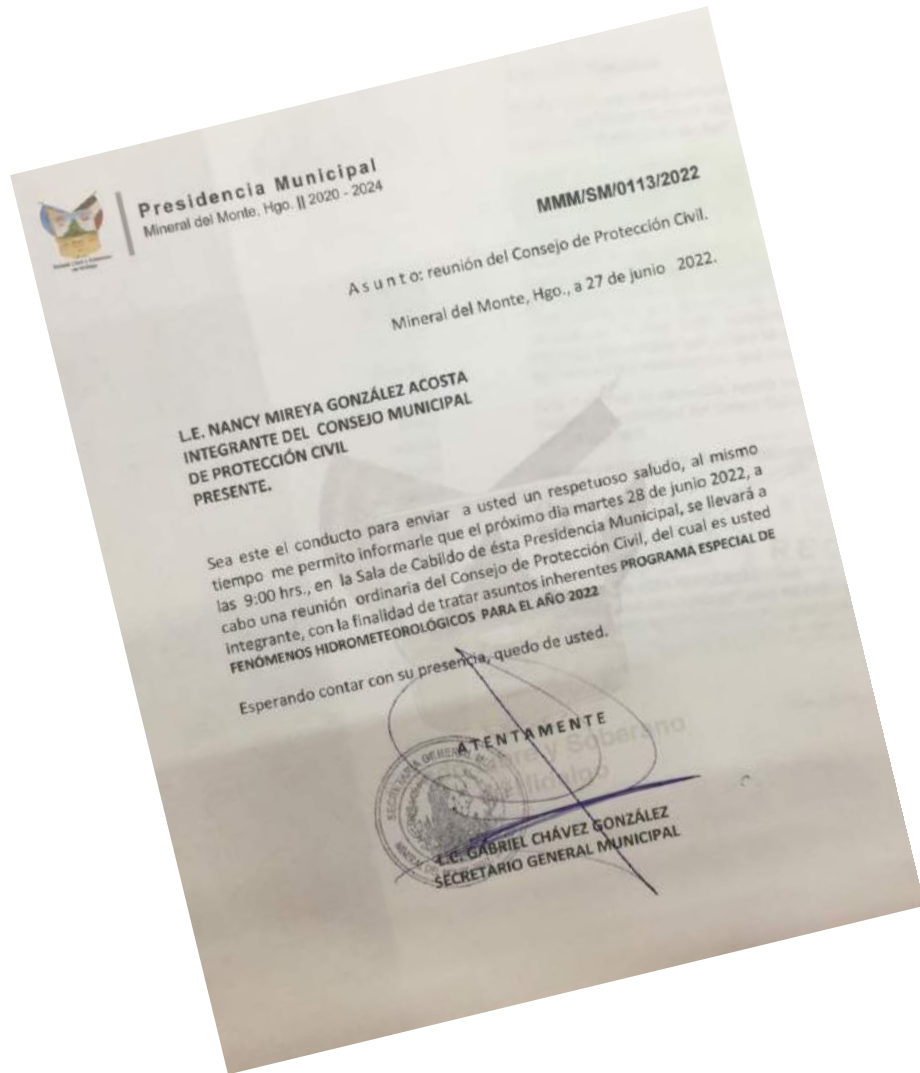 Presidencia Municipal
Mineral del Monte, Hgo. || 2020 - 2024
MMM/SM/0113/2022
A s u n t o: reunión del Consejo de Protección Civil.
Mineral del Monte, Hgo., a 27 de junio 2022.
L.E. NANCY MIREYA GONZÁLEZ ACOSTA
INTEGRANTE DEL CONSEJO MUNICIPAL
DE PROTECCIÓN CIVIL
PRESENTE.
Sea este el conducto para enviar a usted un respetuoso saludo, al mismo
tiempo me permito informarle que el próximo dia martes 28 de junio 2022, a
las 9:00 hrs., en la Sala de Cabildo de ésta Presidencia Municipal, se llevará a
cabo una reunión ordinaria del Consejo de Protección Civil, del cual es usted
integrante, con la finalidad de tratar asuntos inherentes PROGRAMA ESPECIAL DE
FENÓMENOS HIDROMETEOROLÓGICOS PARA EL AÑO 2022
Esperando contar con su presencia, quedo de usted.
A T E N T A M E N T E
Libre y Soberano
Hidalgo
SECRETARIA GENERAL
L.C. GABRIEL CHÁVEZ GONZÁLEZ
SECRETARIO GENERAL MUNICIPAL